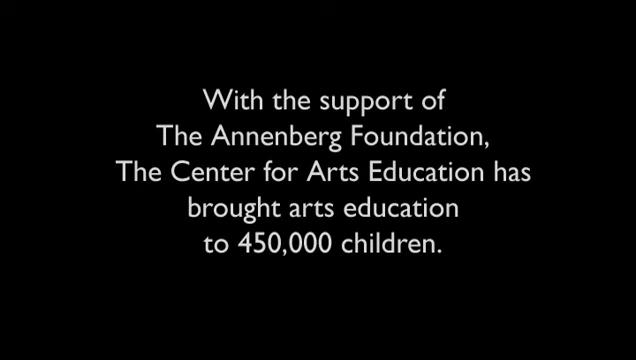 With the support of
The Annenberg Foundation,
The Center for Arts Education has
brought arts education
to 450,000 children.